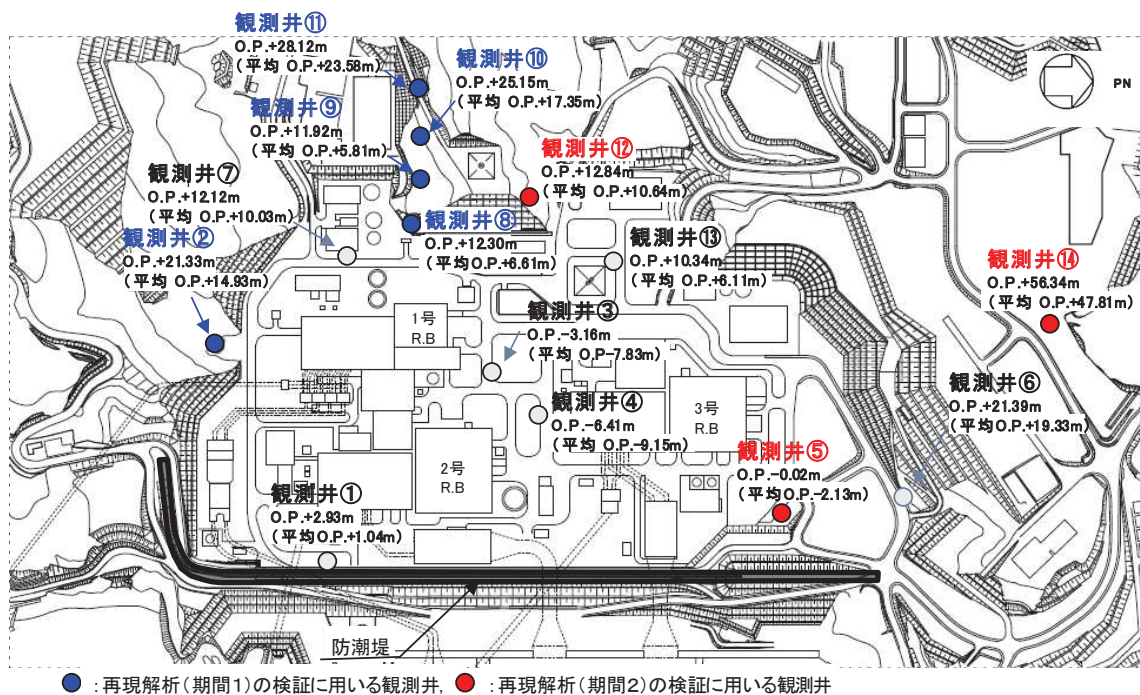 観測井⑪
O.P.+28.12m
(平均 O.P.+23.58m)
観測井⑩
O.P.+25.15m
(平均 O.P.+17.35m)
PN
観測井⑨
O.P.+11.92m
(平均 O.P.+5.81m)
観測井⑫
O.P.+12.84m
(平均 O.P.+10.64m)
観測井⑦
O.P.+12.12m
(平均 O.P.+10.03m)
観測井⑧
O.P.+12.30m
(平均 O.P.+6.61m)
観測井②
O.P.+21.33m
(平均 O.P.+14.93m)
観測井⑬
O.P.+10.34m
(平均 O.P.+6.11m)
観測井⑭
O.P.+56.34m
(平均 O.P.+47.81m)
観測井③
O.P.-3.16m
(平均 O.P-7.83m)
1号
R.B
観測井④
O.P.-6.41m
(平均 O.P.-9.15m)
3号
R.B
観測井⑥
O.P.+21.39m
(平均O.P.+19.33m)
2号
R.B
観測井⑤
O.P.-0.02m
(平均O.P.-2.13m)
観測井①
O.P.+2.93m
(平均O.P.+1.04m)
防潮堤
:再現解析(期間1)の検証に用いる観測井, :再現解析(期間2)の検証に用いる観測井